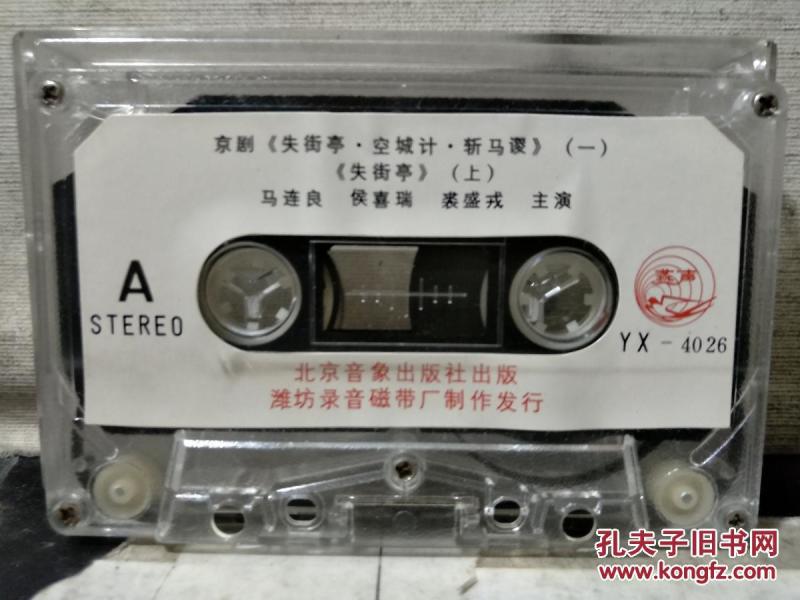 京剧《失街亭·空城计·斩马谡》（一）
《失街亭》（上）
马连良 侯喜瑞 裘盛戎 主演
A
STEREO
燕声
YX-4026
北京音象出版社出版
潍坊录音磁带厂制作发行
孔夫子旧书网
www.kongfz.com